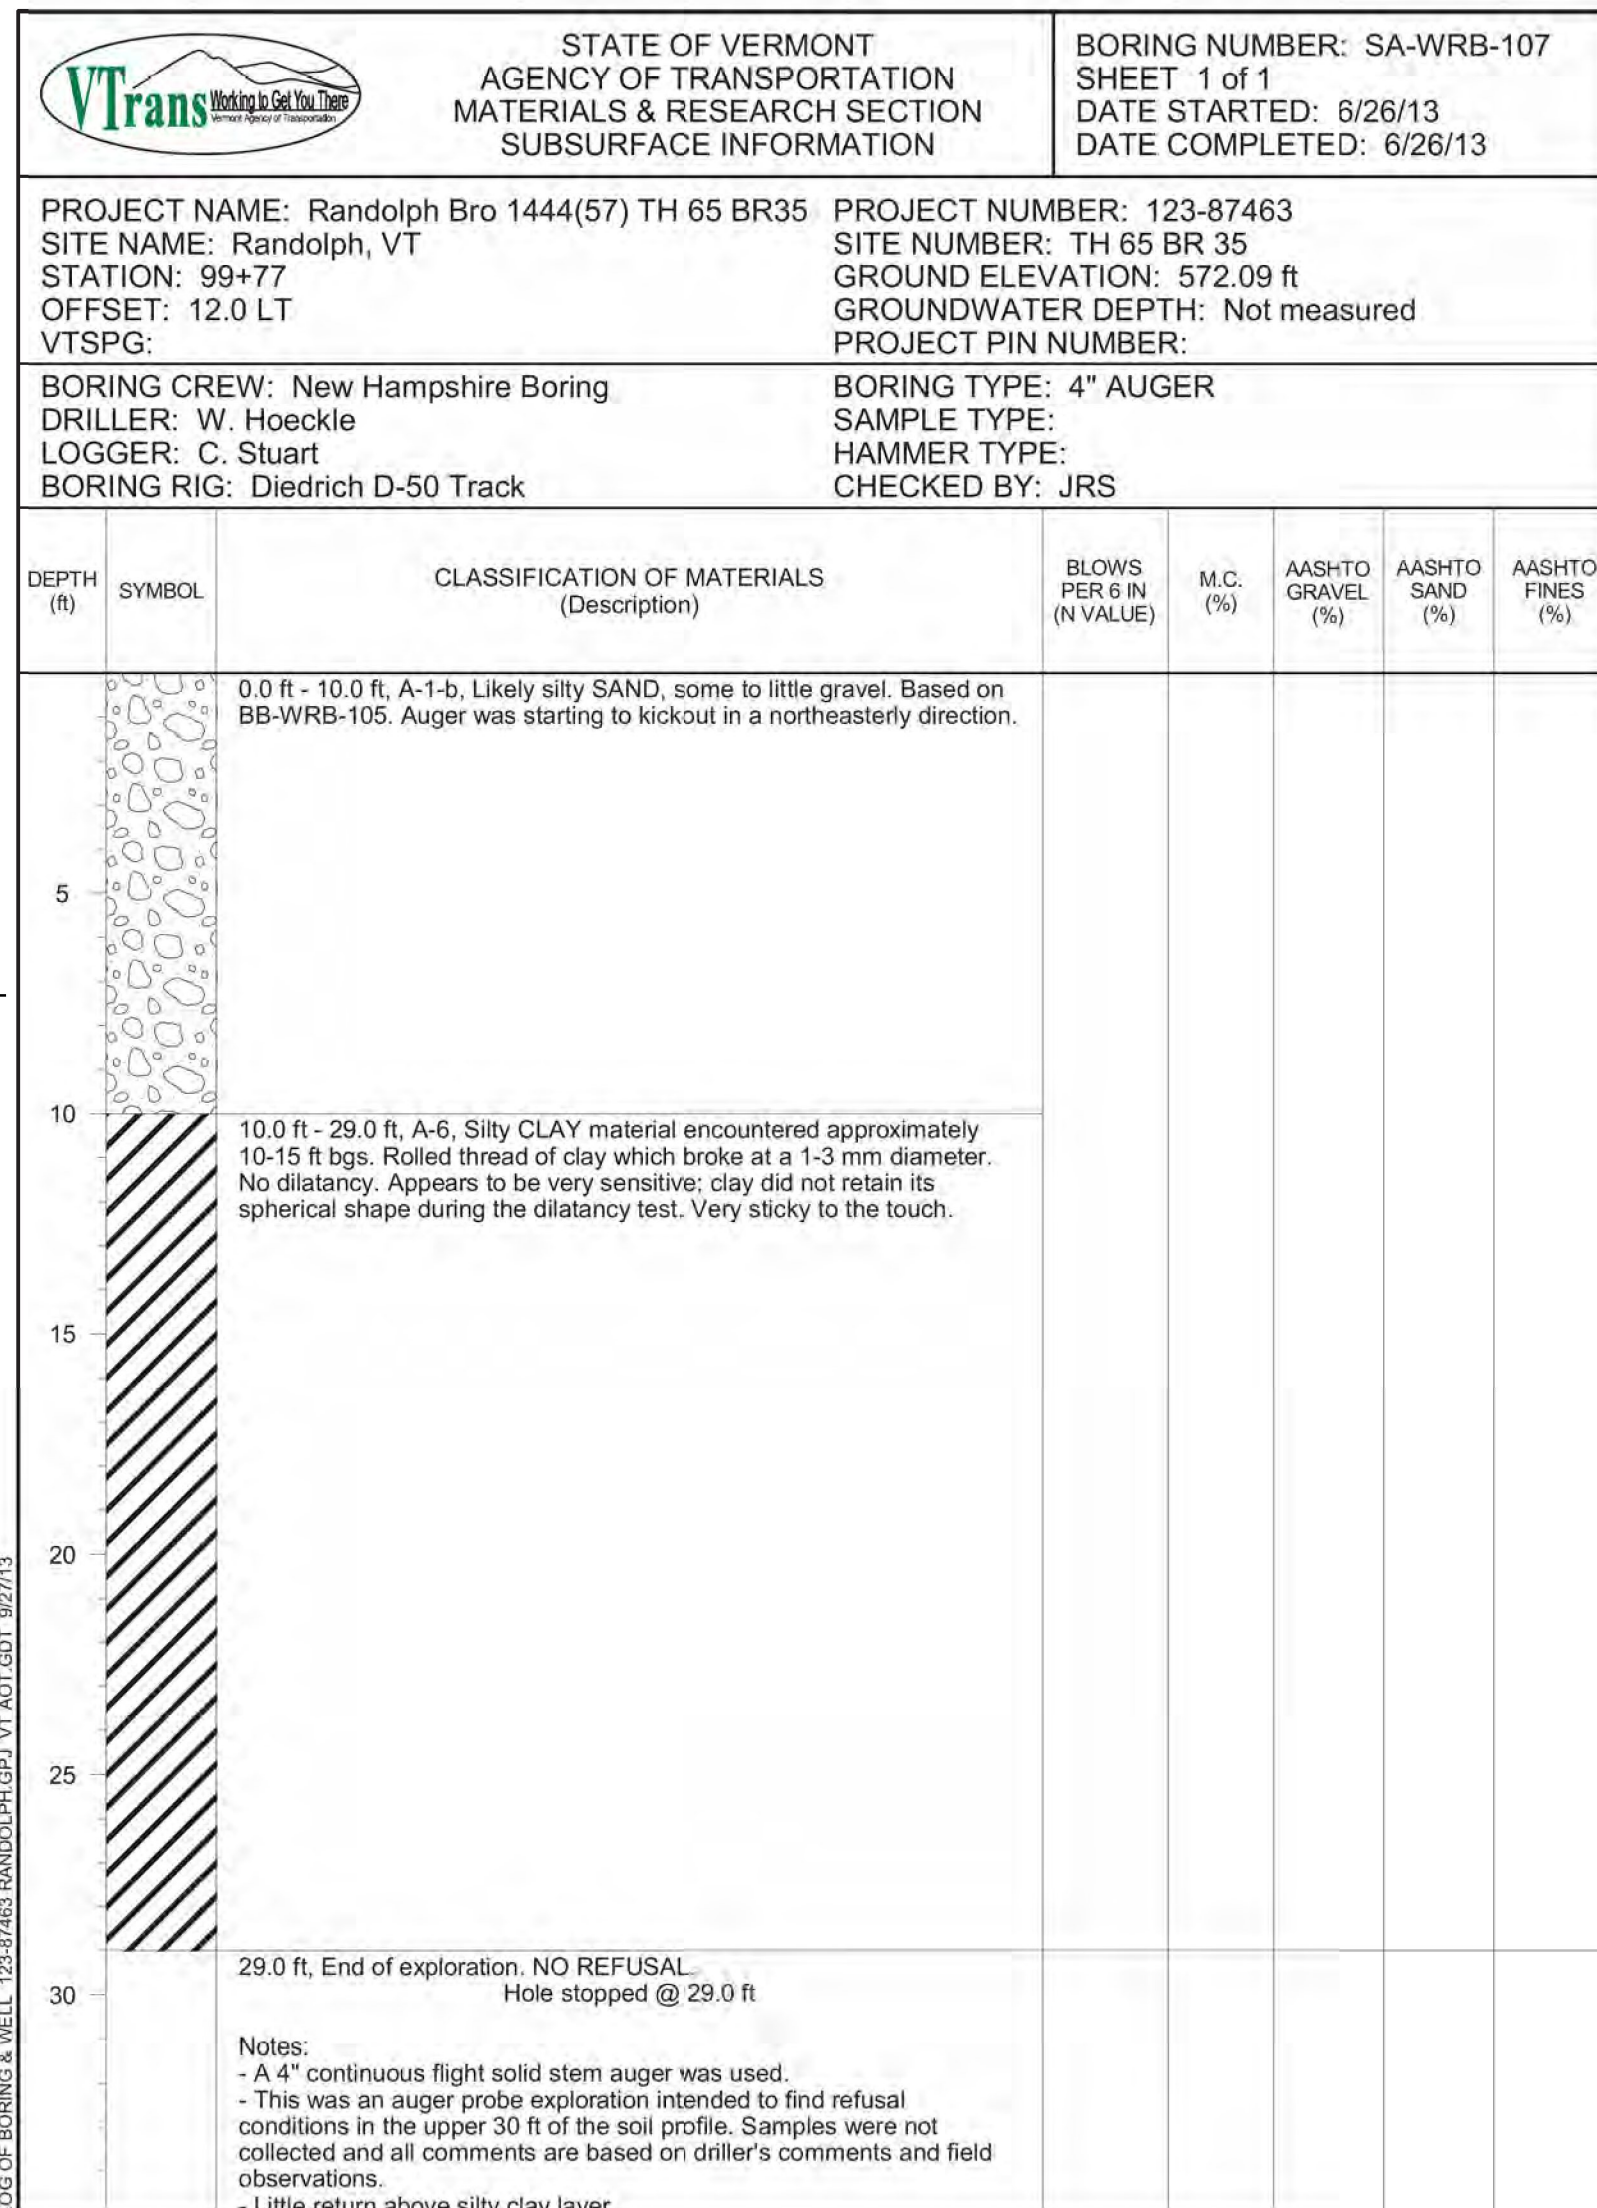 VTrans Working to Get You There
Vermont Agency of Transportation
STATE OF VERMONT
AGENCY OF TRANSPORTATION
MATERIALS & RESEARCH SECTION
SUBSURFACE INFORMATION
BORING NUMBER: SA-WRB-107
SHEET 1 of 1
DATE STARTED: 6/26/13
DATE COMPLETED: 6/26/13
PROJECT NAME: Randolph Bro 1444(57) TH 65 BR35
SITE NAME: Randolph, VT
STATION: 99+77
OFFSET: 12.0 LT
VTSPG:
PROJECT NUMBER: 123-87463
SITE NUMBER: TH 65 BR 35
GROUND ELEVATION: 572.09 ft
GROUNDWATER DEPTH: Not measured
PROJECT PIN NUMBER:
BORING CREW: New Hampshire Boring
DRILLER: W. Hoeckle
LOGGER: C. Stuart
BORING RIG: Diedrich D-50 Track
BORING TYPE: 4" AUGER
SAMPLE TYPE:
HAMMER TYPE:
CHECKED BY: JRS
DEPTH
(ft)
SYMBOL
CLASSIFICATION OF MATERIALS
(Description)
BLOWS
PER 6 IN
(N VALUE)
M.C.
(%)
AASHTO
GRAVEL
(%)
AASHTO
SAND
(%)
AASHTO
FINES
(%)
0.0 ft - 10.0 ft, A-1-b, Likely silty SAND, some to little gravel. Based on
BB-WRB-105. Auger was starting to kickout in a northeasterly direction.
5
10
10.0 ft - 29.0 ft, A-6, Silty CLAY material encountered approximately
10-15 ft bgs. Rolled thread of clay which broke at a 1-3 mm diameter.
No dilatancy. Appears to be very sensitive; clay did not retain its
spherical shape during the dilatancy test. Very sticky to the touch.
15
20
25
29.0 ft, End of exploration. NO REFUSAL.
Hole stopped @ 29.0 ft
30
Notes:
- A 4" continuous flight solid stem auger was used.
- This was an auger probe exploration intended to find refusal
conditions in the upper 30 ft of the soil profile. Samples were not
collected and all comments are based on driller's comments and field
observations.
- Little return above silty clay layer.
OG OF BORING & WELL 123-87463 RANDOLPH.GPJ VT AOT.GDT 9/27/13